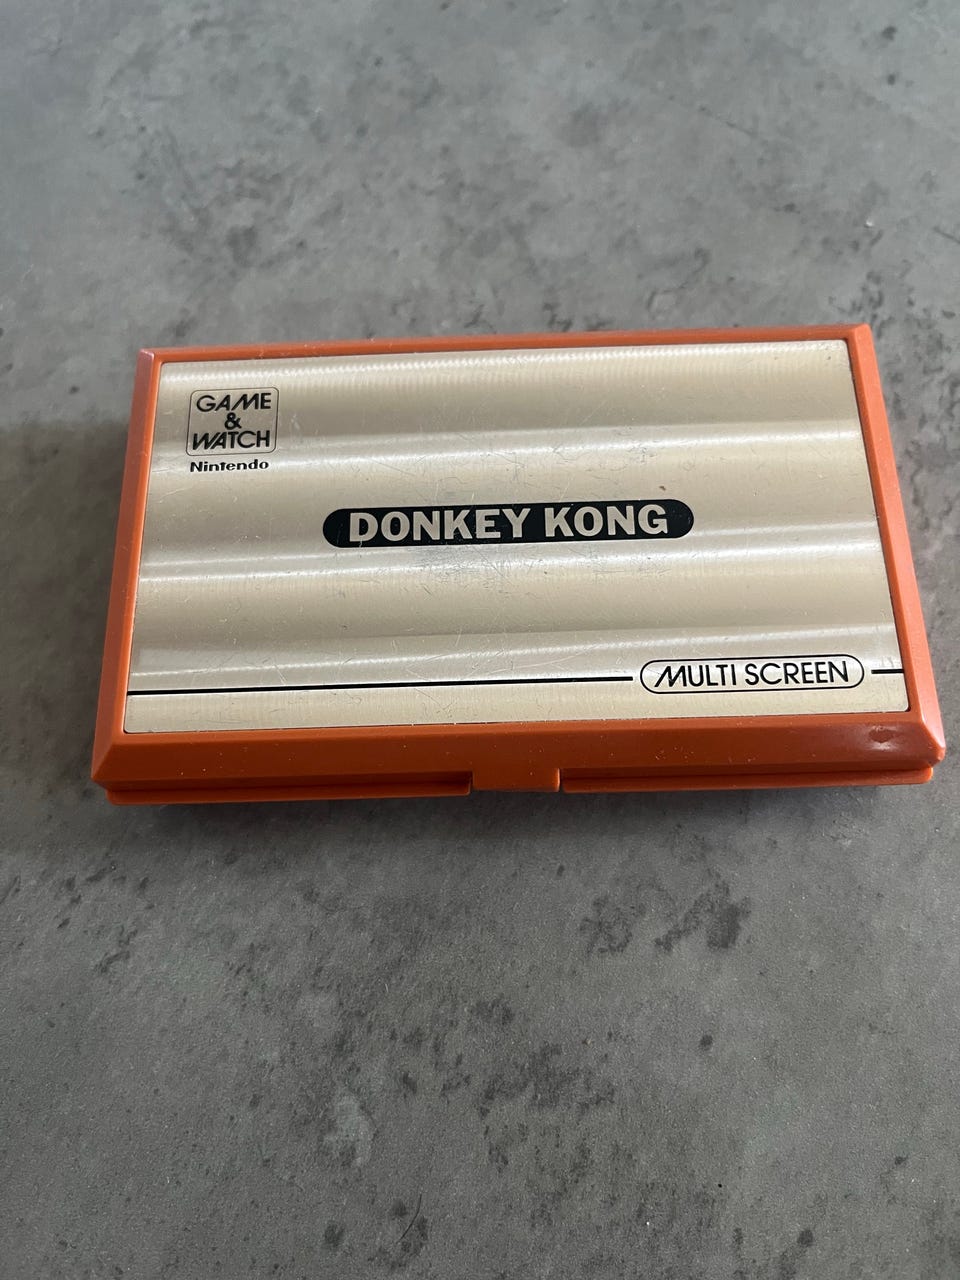 GAME
&
WATCH
Nintendo
DONKEY KONG
MULTI SCREEN